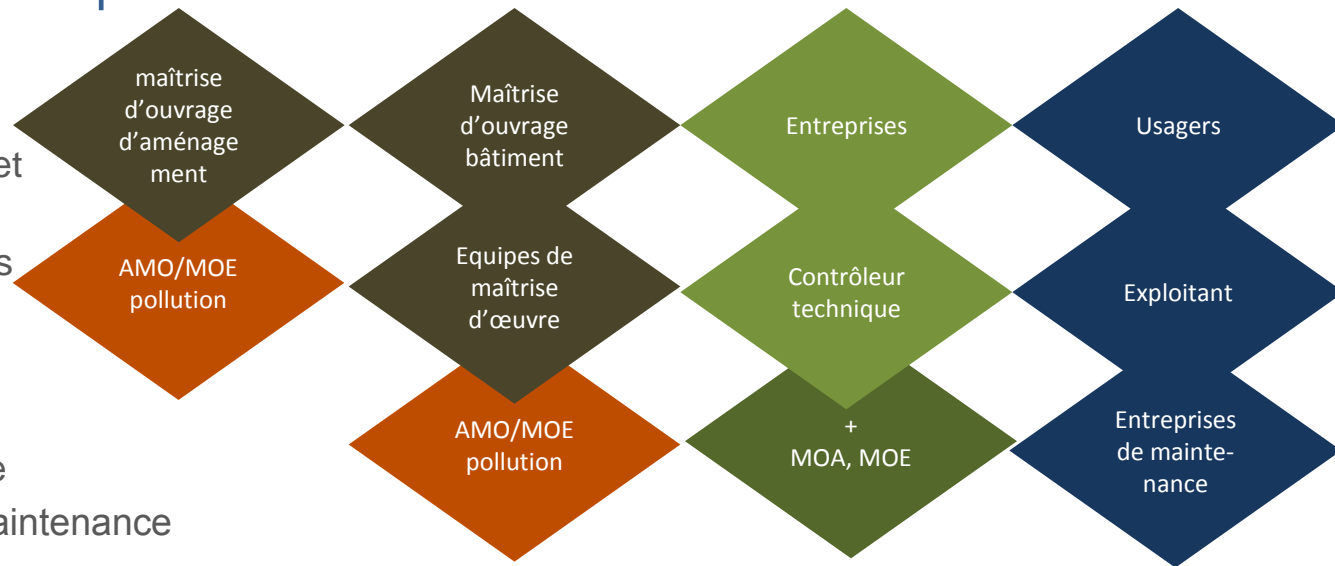 maîtrise
d'ouvrage
d'aménage
ment
Maîtrise
d'ouvrage
bâtiment
Entreprises
Usagers
et
AMO/MOE
pollution
Equipes de
maîtrise
d'œuvre
Contrôleur
technique
Exploitant
s
AMO/MOE
pollution
+
MOA, MOE
Entreprises
de mainte-
nance
e
aintenance